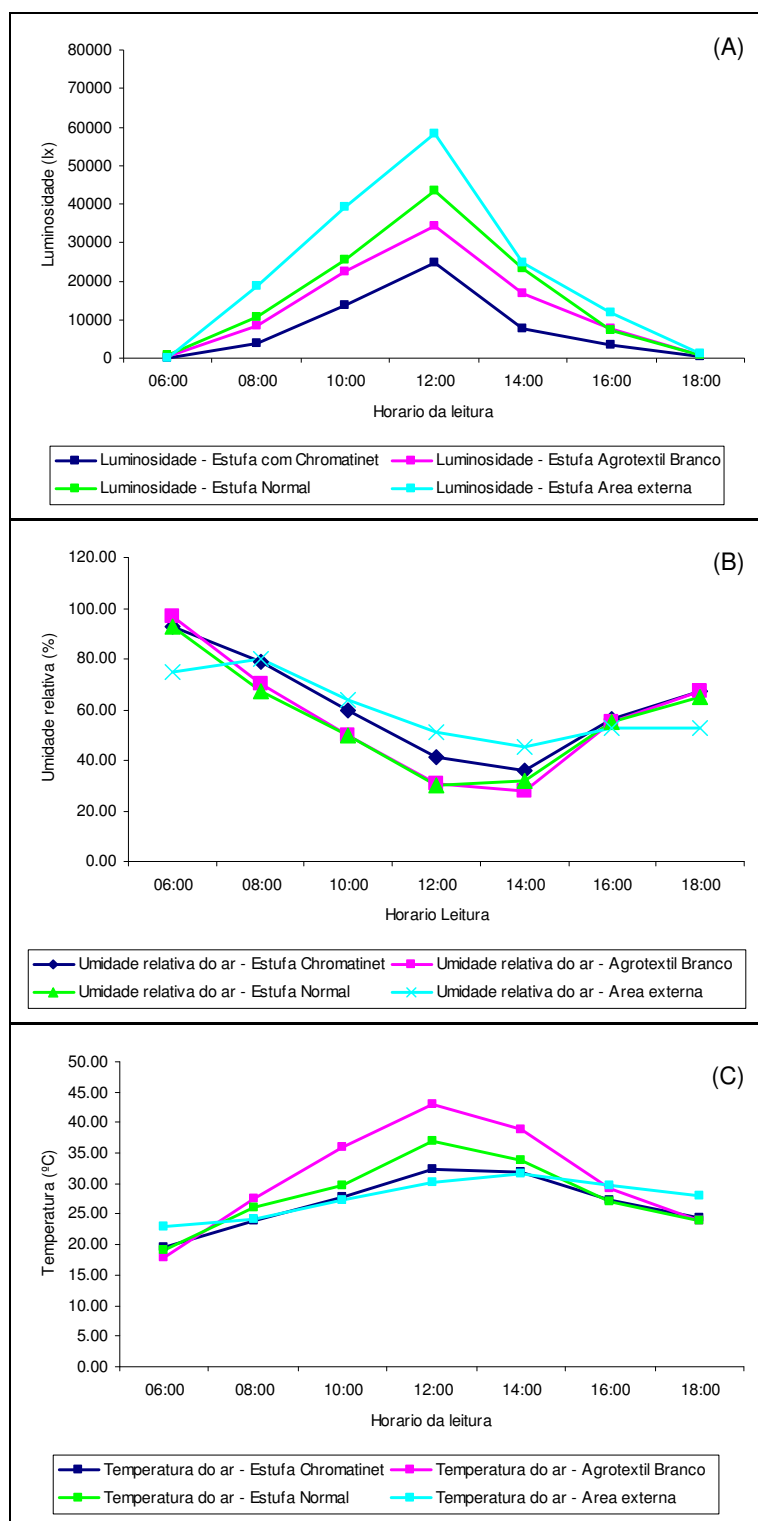 (A)
80000
70000
60000
50000
40000
30000
20000
10000
0
Luminosidade (lx)
06:00 08:00 10:00 12:00 14:00 16:00 18:00
Horario da leitura
Luminosidade - Estufa com Chromatinet Luminosidade - Estufa Agrotextil Branco
Luminosidade - Estufa Normal Luminosidade - Estufa Area externa
(B)
120.00
100.00
80.00
60.00
40.00
20.00
0.00
Umidade relativa (%)
06:00 08:00 10:00 12:00 14:00 16:00 18:00
Horario Leitura
Umidade relativa do ar - Estufa Chromatinet Umidade relativa do ar - Agrotextil Branco
Umidade relativa do ar - Estufa Normal Umidade relativa do ar - Area externa
(C)
50.00
45.00
40.00
35.00
30.00
25.00
20.00
15.00
10.00
5.00
0.00
Temperatura (ºC)
06:00 08:00 10:00 12:00 14:00 16:00 18:00
Horario da leitura
Temperatura do ar - Estufa Chromatinet Temperatura do ar - Agrotextil Branco
Temperatura do ar - Estufa Normal Temperatura do ar - Area externa